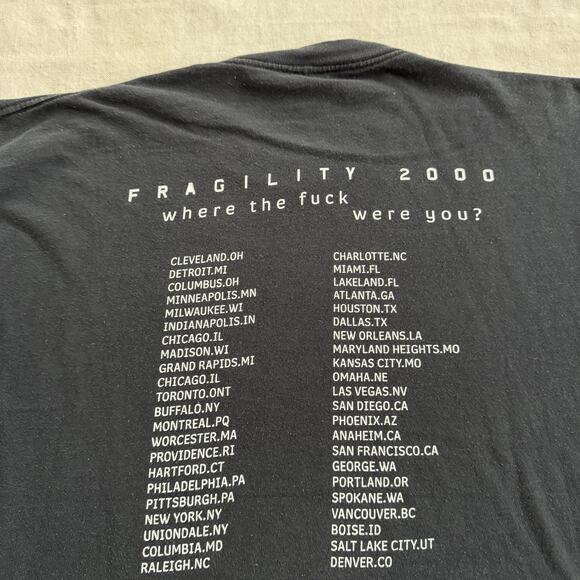 FRAGILITY 2000
where the fuck
were you?
CLEVELAND.OH
DETROIT.MI
COLUMBUS.OH
MINNEAPOLIS.MN
MILWAUKEE.WI
INDIANAPOLIS.IN
CHICAGO.IL
MADISON.WI
GRAND RAPIDS.MI
CHICAGO.IL
TORONTO.ONT
BUFFALO.NY
MONTREAL.PQ
WORCESTER.MA
PROVIDENCE.RI
HARTFORD.CT
PHILADELPHIA.PA
PITTSBURGH.PA
NEW YORK.NY
UNIONDALE.NY
COLUMBIA.MD
RALEIGH.NC
CHARLOTTE.NC
MIAMI.FL
LAKELAND.FL
ATLANTA.GA
HOUSTON.TX
DALLAS.TX
NEW ORLEANS.LA
MARYLAND HEIGHTS.MO
KANSAS CITY.MO
OMAHA.NE
LAS VEGAS.NV
SAN DIEGO.CA
PHOENIX.AZ
ANAHEIM.CA
SAN FRANCISCO.CA
GEORGE.WA
PORTLAND.OR
SPOKANE.WA
VANCOUVER.BC
BOISE.ID
SALT LAKE CITY.UT
DENVER.CO